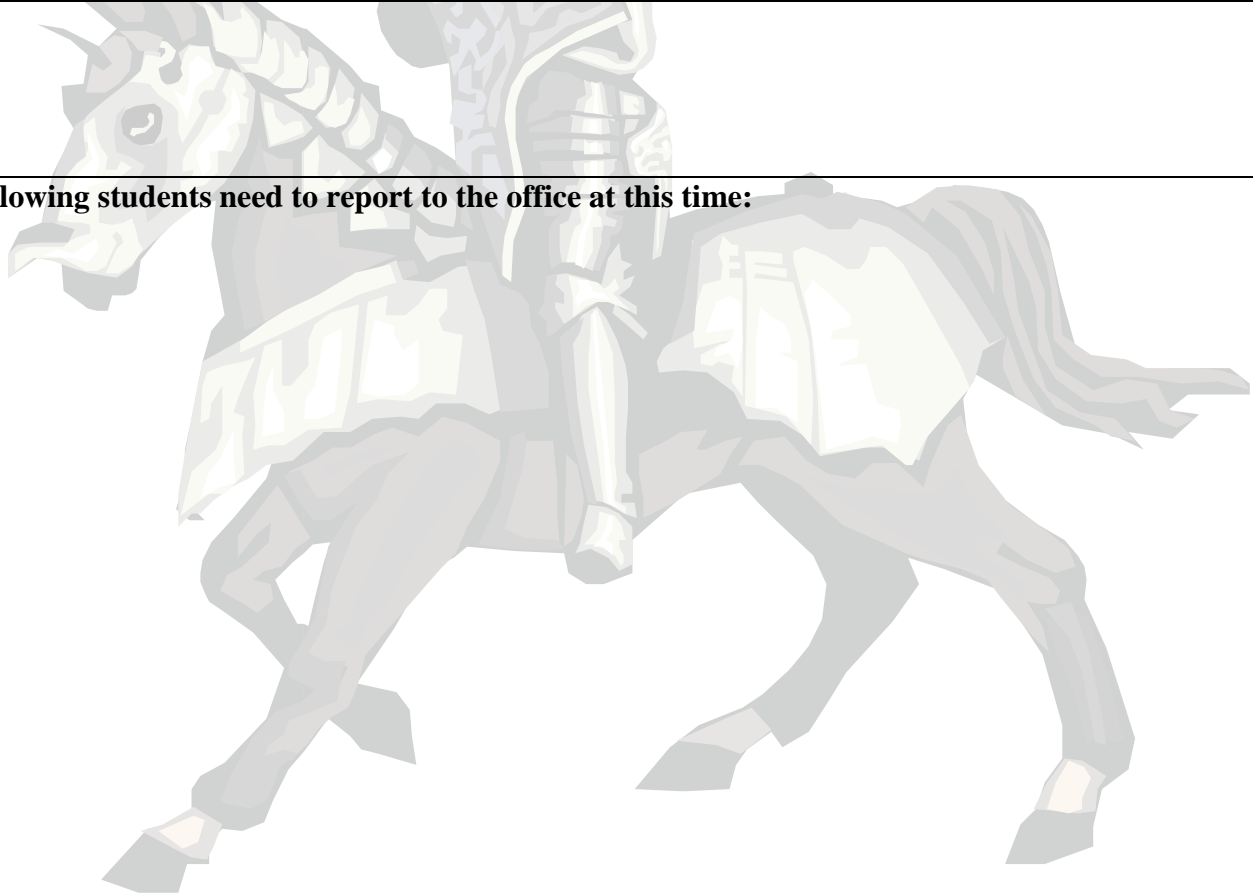 lowing students need to report to the office at this time: